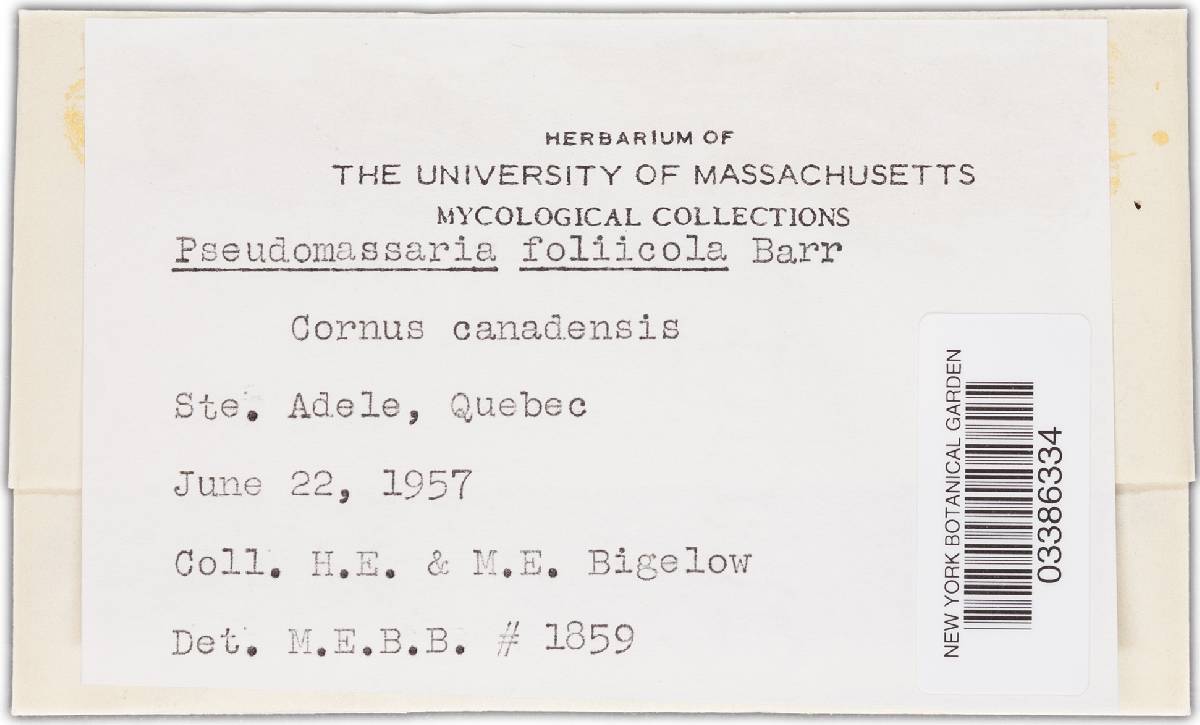 HERBARIUM OF
THE UNIVERSITY OF MASSACHUSETTS
MYCOLOGICAL COLLECTIONS
Pseudomassaria foliicola Barr
Cornus canadensis
Ste. Adele, Quebec
June 22, 1957
Coll. H.E. & M.E. Bigelow
Det. M.E.B.B. # 1859
NEW YORK BOTANICAL GARDEN
03386334